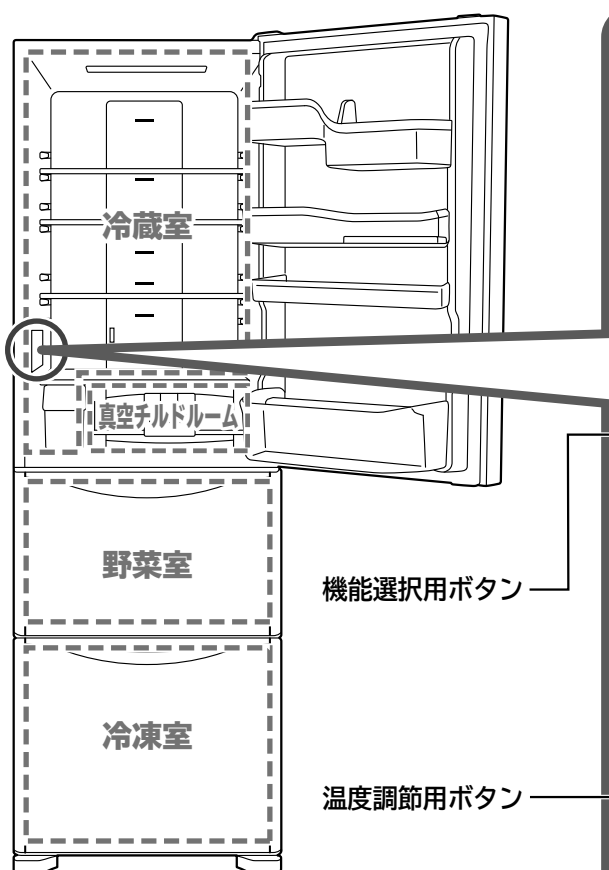 冷蔵室
真空チルドルーム
野菜室
機能選択用ボタン
冷凍室
温度調節用ボタン